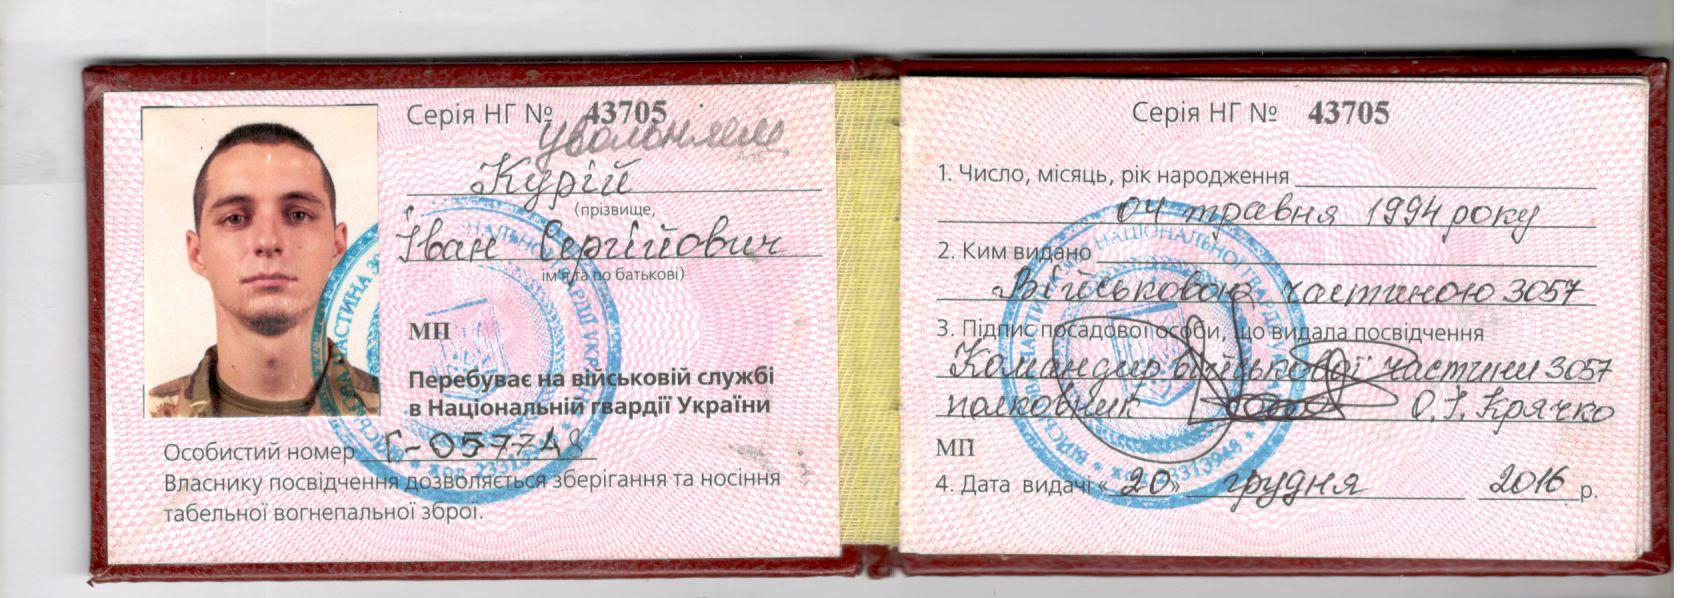 Серія НГ № 43705
Курій
(прізвище,
Іван Сергійович
ім'я та по батькові)
МП
Перебуває на військовій службі
в Національній гвардії України
Особистий номер Г-057748
Власнику посвідчення дозволяється зберігання та носіння
табельної вогнепальної зброї.
Серія НГ № 43705
1. Число, місяць, рік народження
04 травня 1994 року
2. Ким видано
Військовою частиною 3057
3. Підпис посадової особи, що видала посвідчення
Командир військової частини 3057
полковник О.І. Крячко
МП
4. Дата видачі «20» грудня 2016 р.